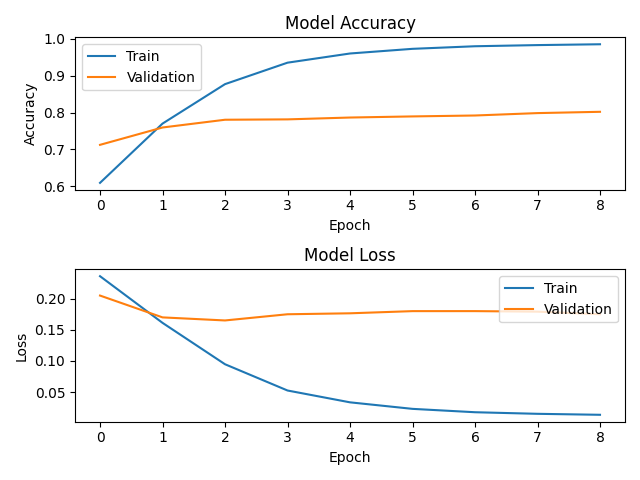 Model Accuracy
1.0
0.9
0.8
0.7
0.6
Accuracy
Train
Validation
0 1 2 3 4 5 6 7 8
Epoch
Model Loss
0.20
0.15
0.10
0.05
Loss
Train
Validation
0 1 2 3 4 5 6 7 8
Epoch